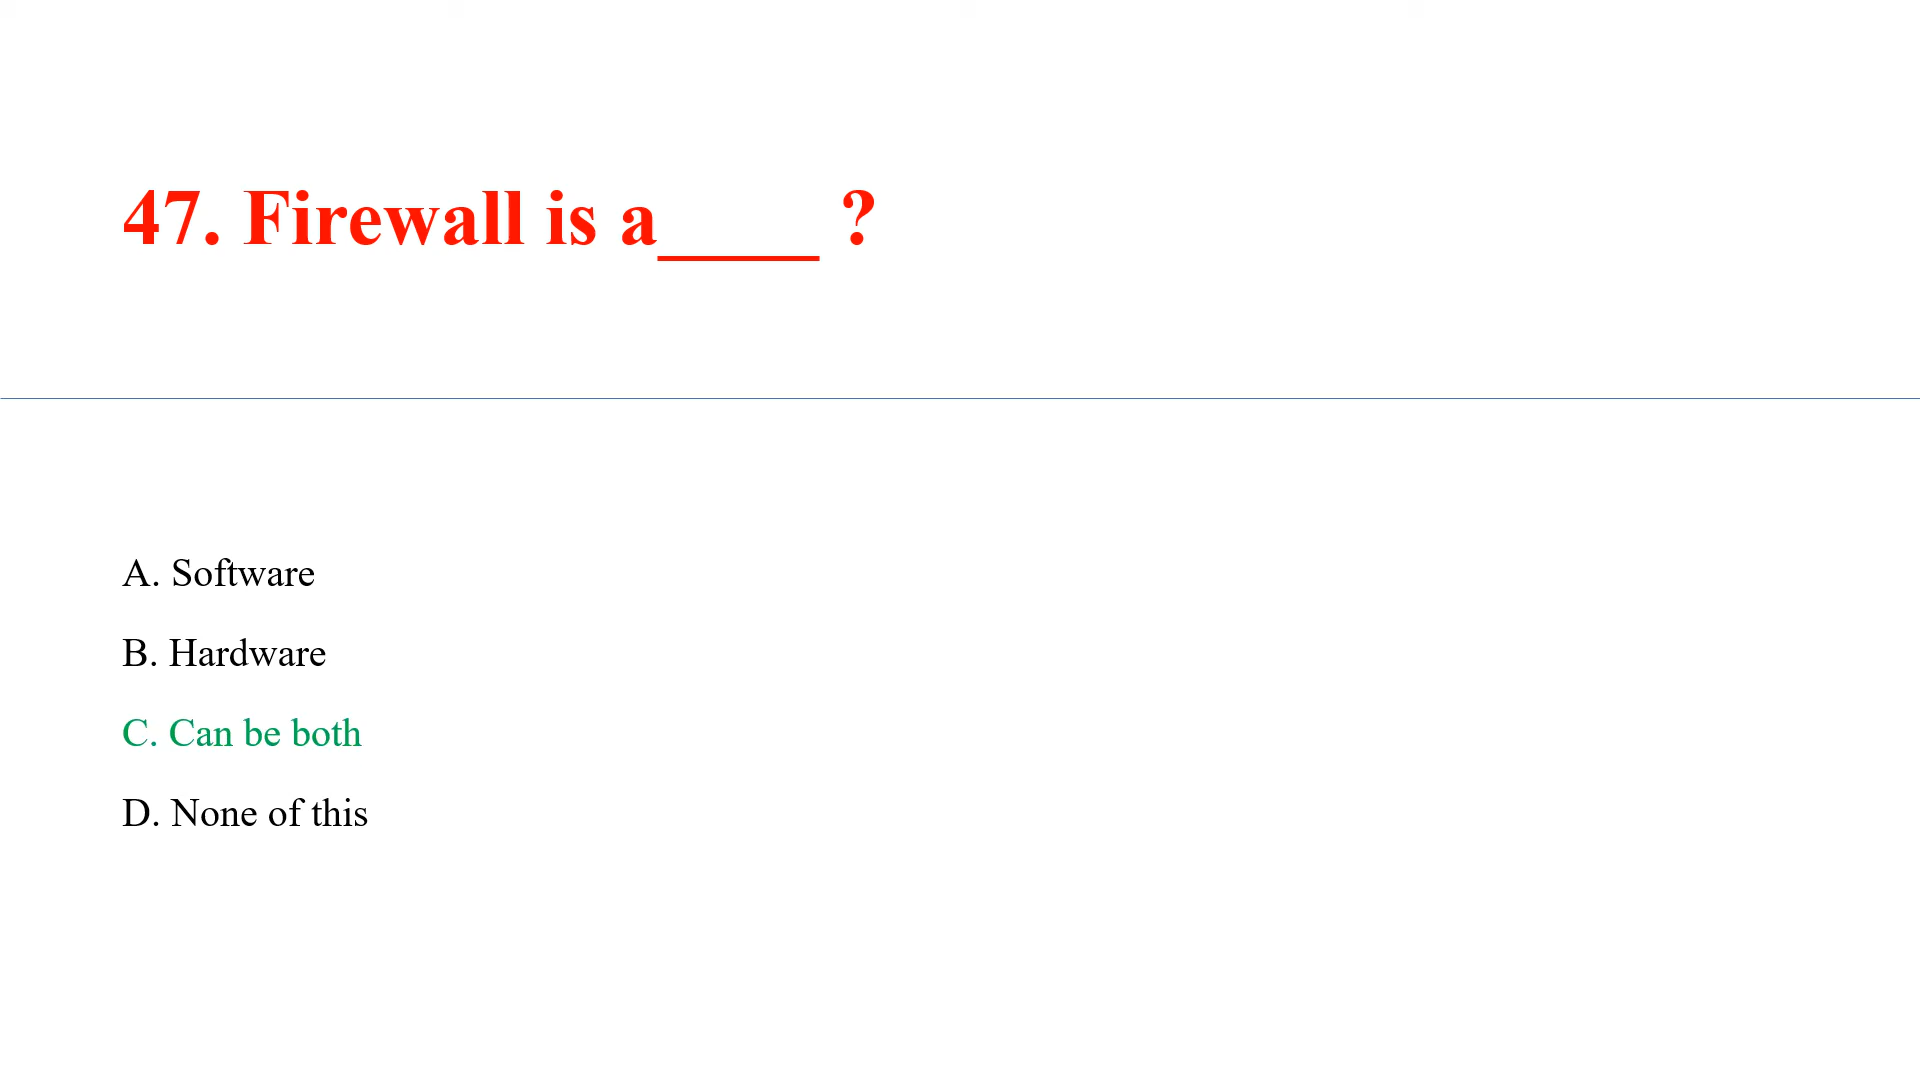 47. Firewall is a____ ?
A. Software
B. Hardware
C. Can be both
D. None of this